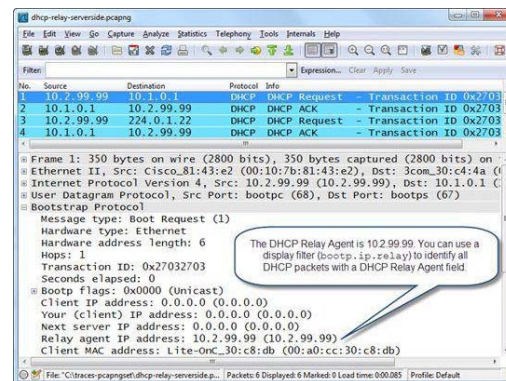 dhcp-relay-serverside.pcapng
File Edit View Go Capture Analyze Statistics Telephony Tools Internals Help
Filter: Expression... Clear Apply Save
No. Source Destination Protocol Info
1 10.2.99.99 10.1.0.1 DHCP DHCP Request - Transaction ID 0x2703
2 10.1.0.1 10.2.99.99 DHCP DHCP ACK - Transaction ID 0x2703
3 10.2.99.99 224.0.1.22 DHCP DHCP Request - Transaction ID 0x2703
4 10.1.0.1 10.2.99.99 DHCP DHCP ACK - Transaction ID 0x2703
Frame 1: 350 bytes on wire (2800 bits), 350 bytes captured (2800 bits) on
Ethernet II, Src: Cisco_81:43:e2 (00:10:7b:81:43:e2), Dst: 3com_30:c4:4a (
Internet Protocol Version 4, Src: 10.2.99.99 (10.2.99.99), Dst: 10.1.0.1 (
User Datagram Protocol, Src Port: bootpc (68), Dst Port: bootps (67)
Bootstrap Protocol
Message type: Boot Request (1)
Hardware type: Ethernet
Hardware address length: 6
Hops: 1
Transaction ID: 0x27032703
Seconds elapsed: 0
Bootp flags: 0x0000 (Unicast)
Client IP address: 0.0.0.0 (0.0.0.0)
Your (client) IP address: 0.0.0.0 (0.0.0.0)
Next server IP address: 0.0.0.0 (0.0.0.0)
Relay agent IP address: 10.2.99.99 (10.2.99.99)
Client MAC address: Lite-OnC_30:c8:db (00:a0:cc:30:c8:db)
The DHCP Relay Agent is 10.2.99.99. You can use a
display filter (bootp.ip.relay) to identify all
DHCP packets with a DHCP Relay Agent field.
File: "C:\traces-pcapngset\dhcp-relay-serverside.p... Packets: 6 Displayed: 6 Marked: 0 Load time: 0:00.085 Profile: Default